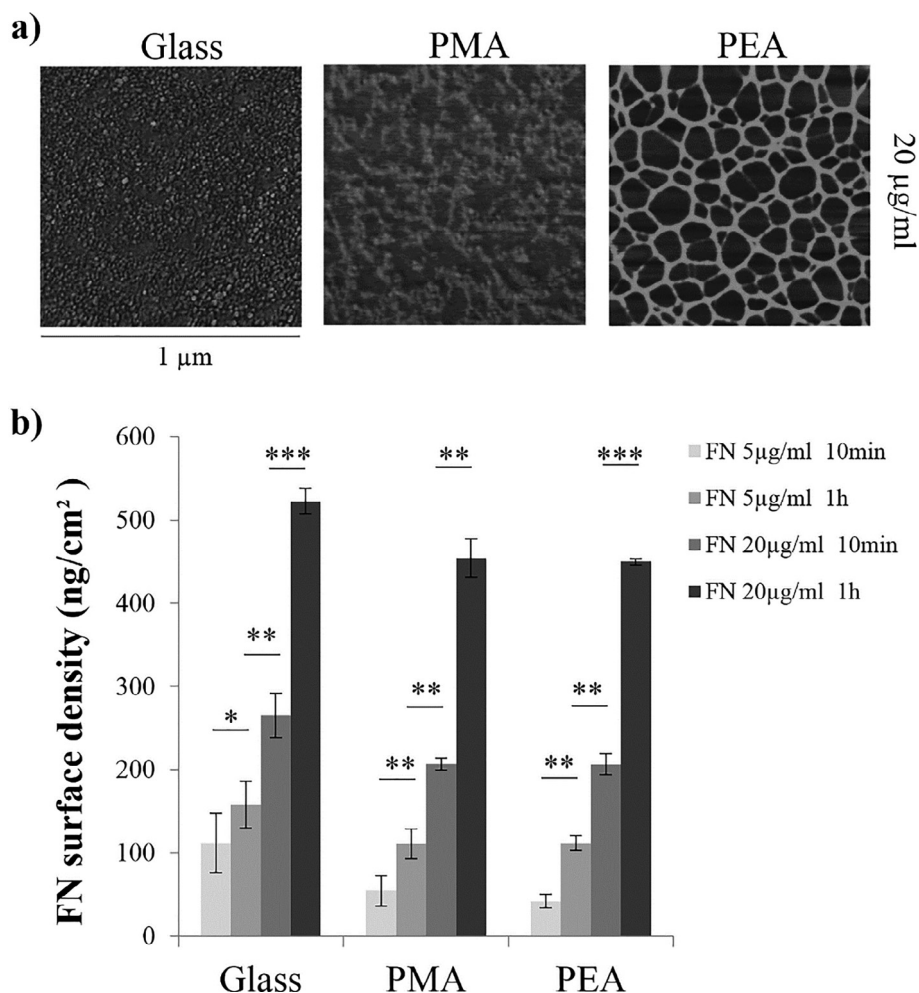 a)
Glass PMA PEA
20 µg/ml
1 µm
b)
FN surface density (ng/cm²)
600
500
400
300
200
100
0
*** ** ***
** ** **
* ** **
FN 5µg/ml 10min
FN 5µg/ml 1h
FN 20µg/ml 10min
FN 20µg/ml 1h
Glass PMA PEA